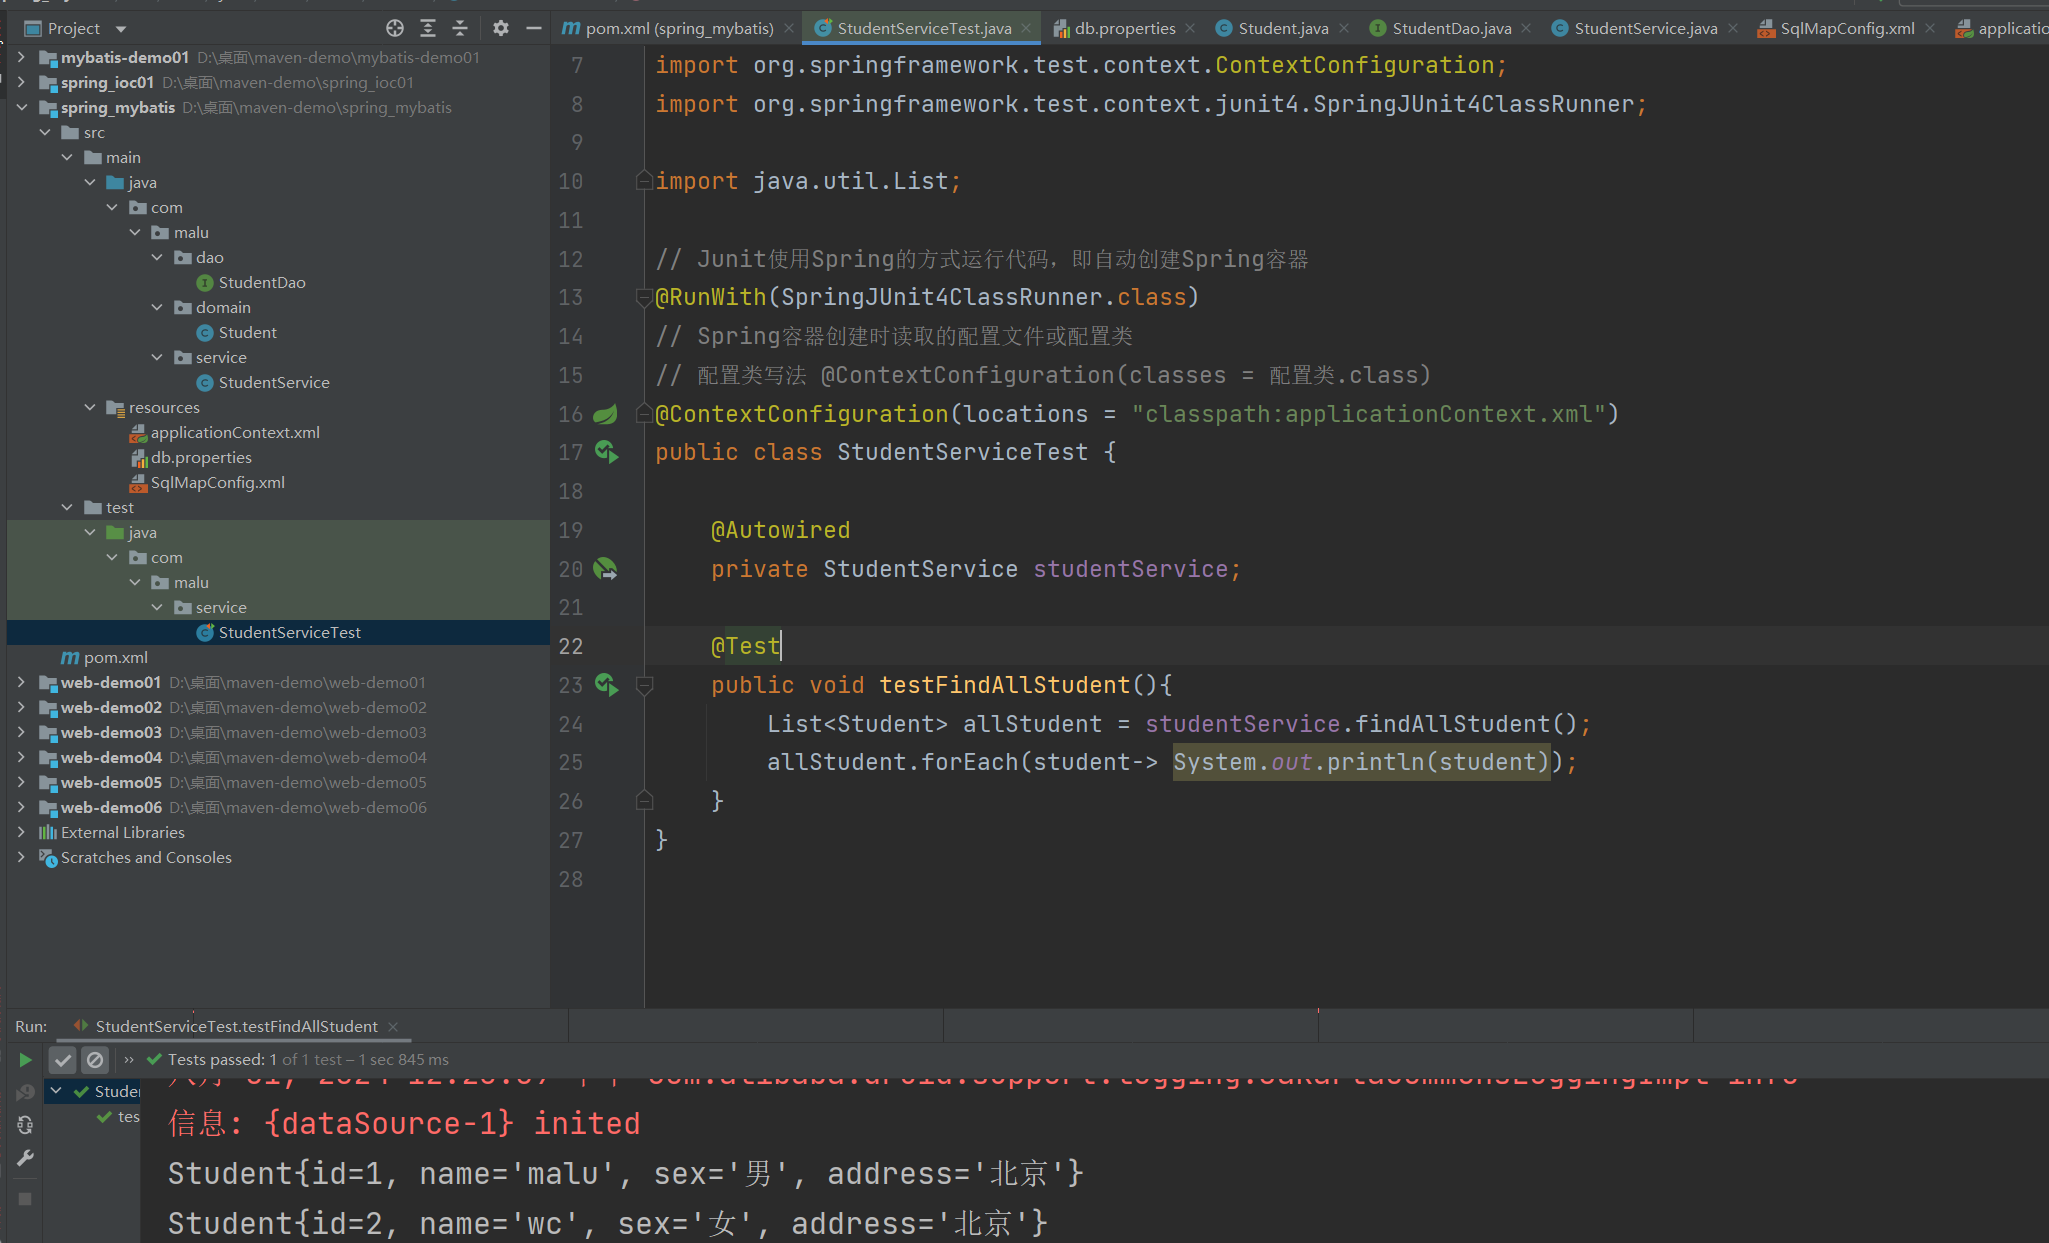 Project
mybatis-demo01 D:\桌面\maven-demo\mybatis-demo01
spring_ioc01 D:\桌面\maven-demo\spring_ioc01
spring_mybatis D:\桌面\maven-demo\spring_mybatis
src
main
java
com
malu
dao
StudentDao
domain
Student
service
StudentService
resources
applicationContext.xml
db.properties
SqlMapConfig.xml
test
java
com
malu
service
StudentServiceTest
pom.xml
web-demo01 D:\桌面\maven-demo\web-demo01
web-demo02 D:\桌面\maven-demo\web-demo02
web-demo03 D:\桌面\maven-demo\web-demo03
web-demo04 D:\桌面\maven-demo\web-demo04
web-demo05 D:\桌面\maven-demo\web-demo05
web-demo06 D:\桌面\maven-demo\web-demo06
External Libraries
Scratches and Consoles
pom.xml (spring_mybatis) StudentServiceTest.java db.properties Student.java StudentDao.java StudentService.java SqlMapConfig.xml applicatio
7 import org.springframework.test.context.ContextConfiguration;
8 import org.springframework.test.context.junit4.SpringJUnit4ClassRunner;
9
10 import java.util.List;
11
12 // Junit使用Spring的方式运行代码，即自动创建Spring容器
13 @RunWith(SpringJUnit4ClassRunner.class)
14 // Spring容器创建时读取的配置文件或配置类
15 // 配置类写法 @ContextConfiguration(classes = 配置类.class)
16 @ContextConfiguration(locations = "classpath:applicationContext.xml")
17 public class StudentServiceTest {
18
19 @Autowired
20 private StudentService studentService;
21
22 @Test
23 public void testFindAllStudent(){
24 List<Student> allStudent = studentService.findAllStudent();
25 allStudent.forEach(student-> System.out.println(student));
26 }
27 }
28
Run: StudentServiceTest.testFindAllStudent
Tests passed: 1 of 1 test – 1 sec 845 ms
Studer
tes
信息: {dataSource-1} inited
Student{id=1, name='malu', sex='男', address='北京'}
Student{id=2, name='wc', sex='女', address='北京'}